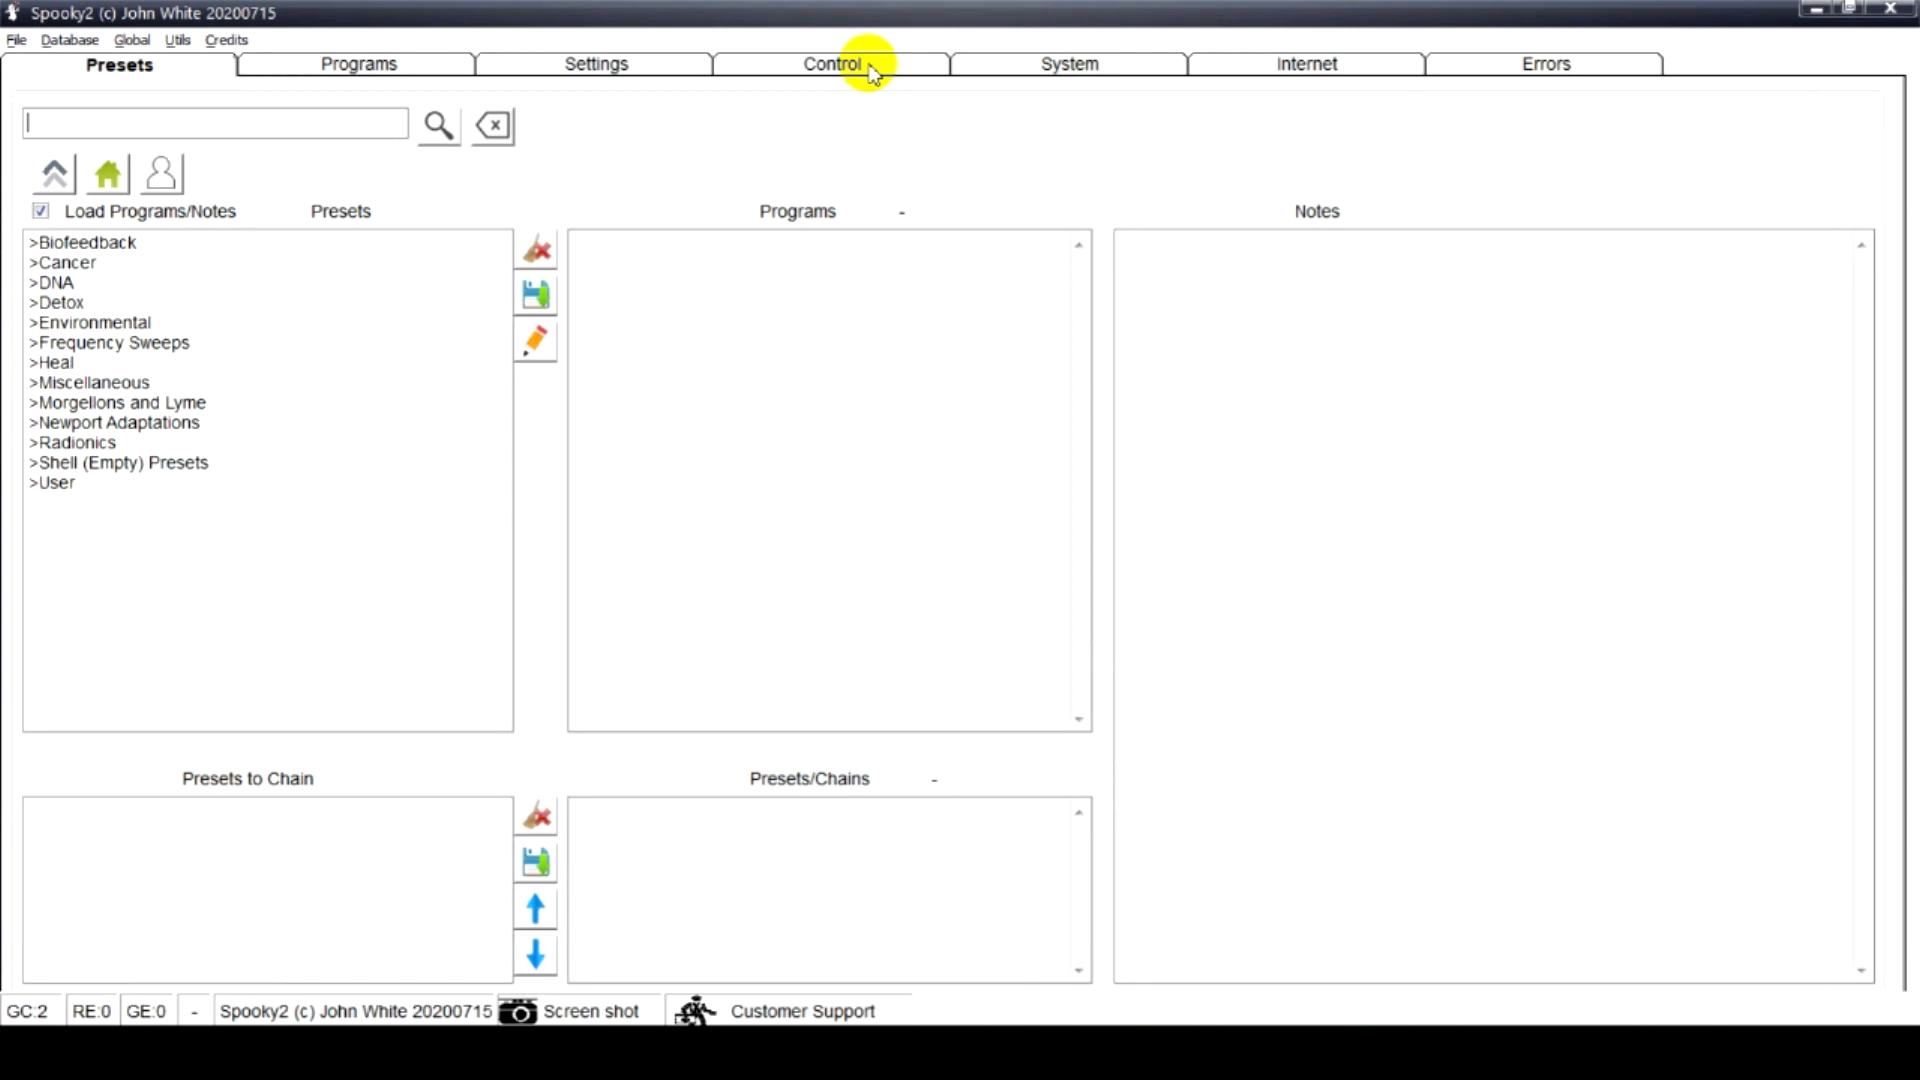 Spooky2 (c) John White 20200715
File Database Global Utils Credits
Presets Programs Settings Control System Internet Errors
Load Programs/Notes Presets Programs - Notes
>Biofeedback
>Cancer
>DNA
>Detox
>Environmental
>Frequency Sweeps
>Heal
>Miscellaneous
>Morgellons and Lyme
>Newport Adaptations
>Radionics
>Shell (Empty) Presets
>User
Presets to Chain Presets/Chains -
GC:2 RE:0 GE:0 - Spooky2 (c) John White 20200715 Screen shot Customer Support